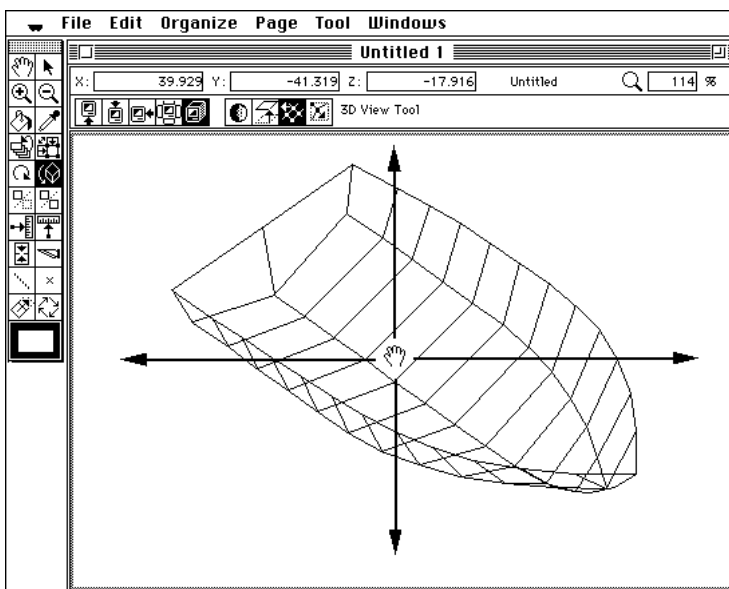 File Edit Organize Page Tool Windows
Untitled 1
X: 39.929 Y: -41.319 Z: -17.916 Untitled 114 %
3D View Tool